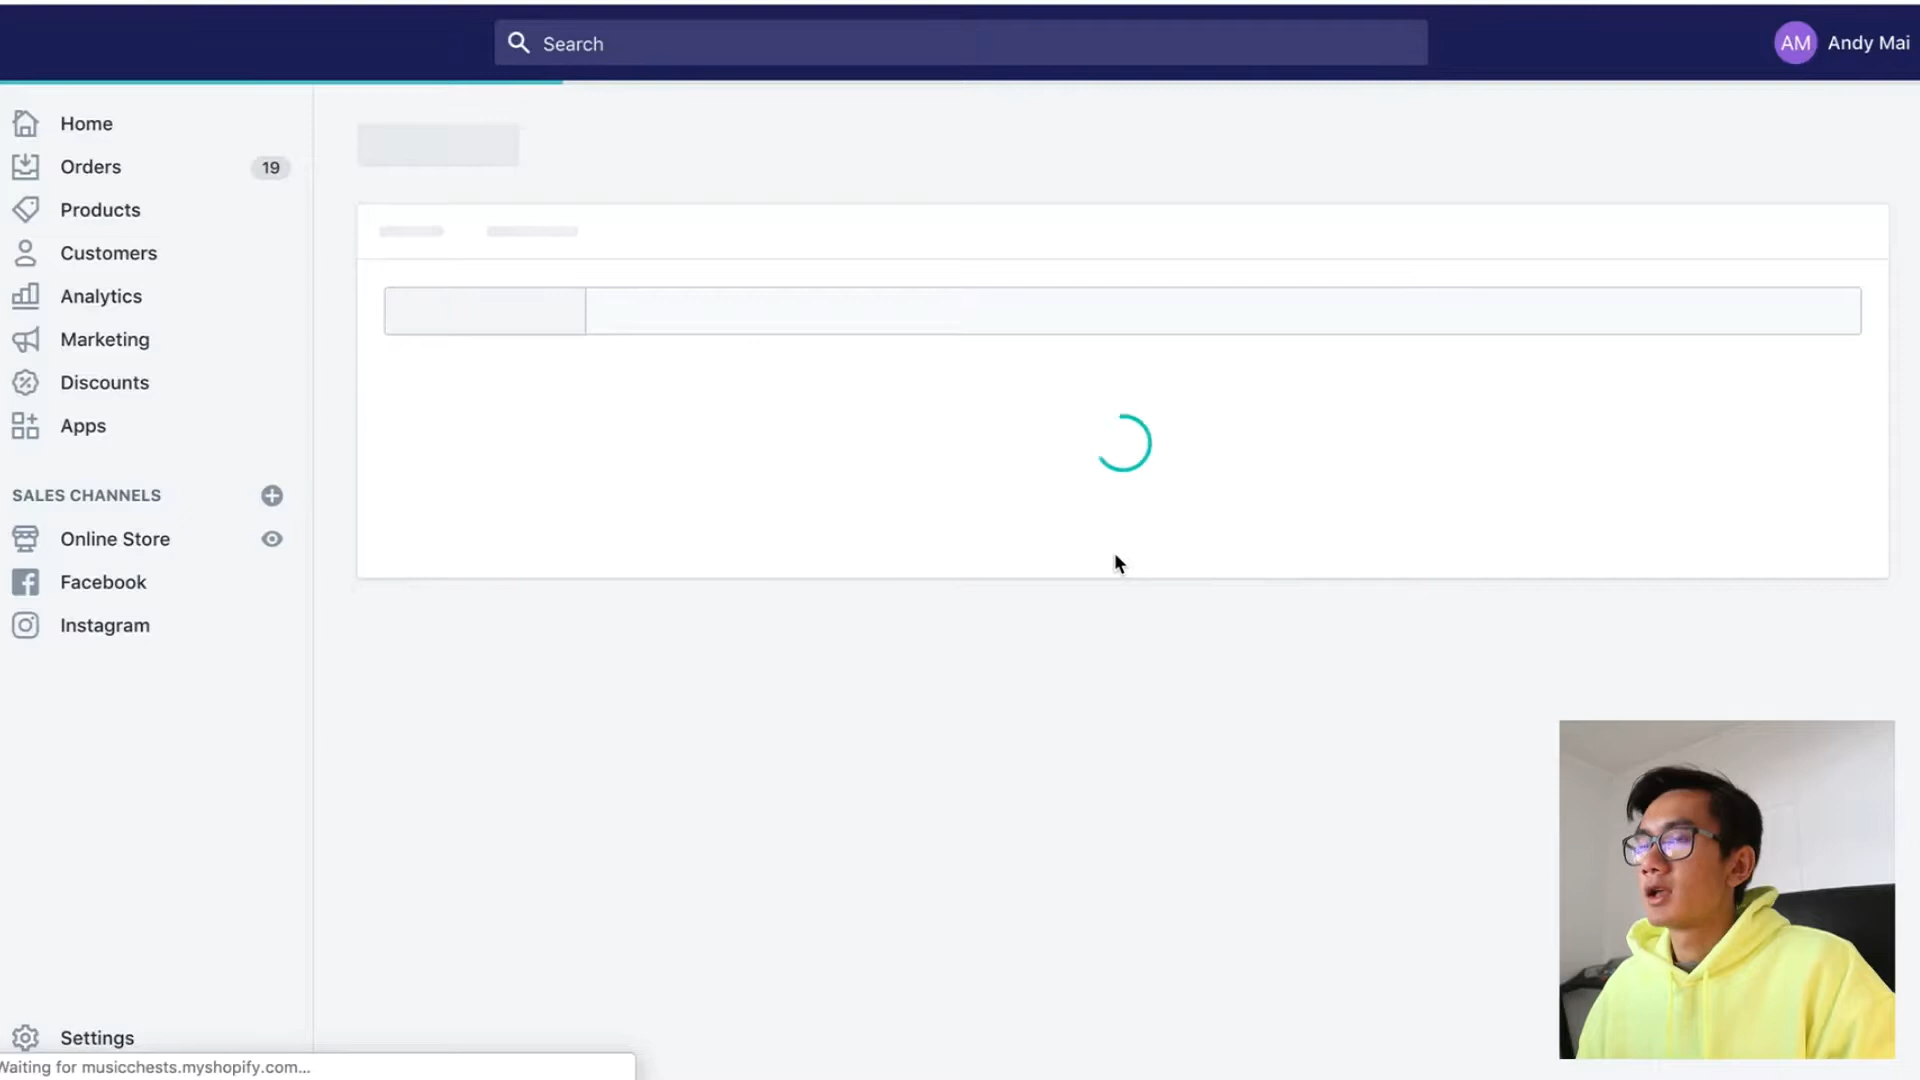 Search
AM Andy Mai
Home
Orders 19
Products
Customers
Analytics
Marketing
Discounts
Apps
SALES CHANNELS
Online Store
Facebook
Instagram
Settings
Waiting for musicchests.myshopify.com...